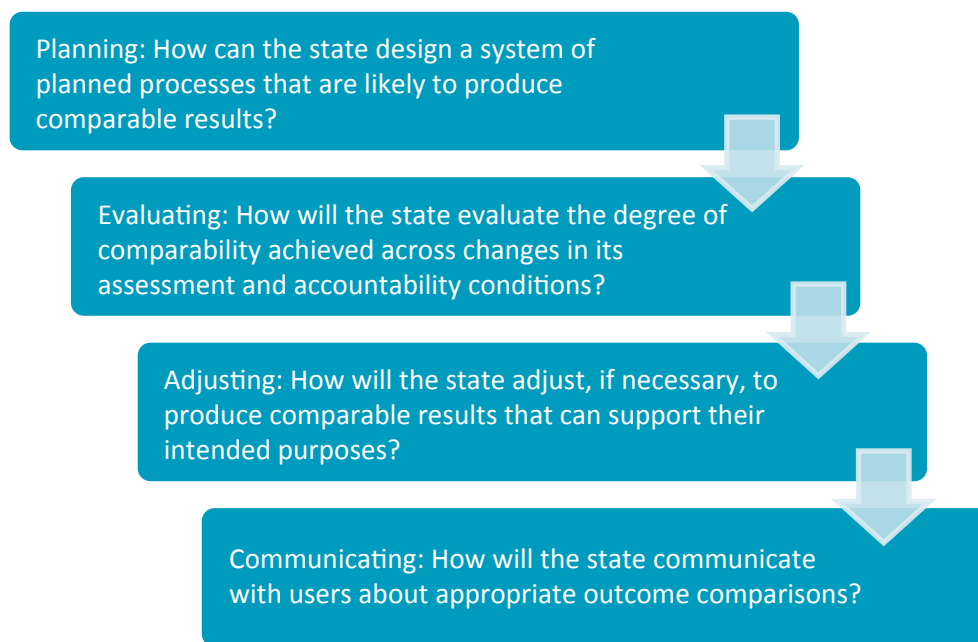 Planning: How can the state design a system of
planned processes that are likely to produce
comparable results?
Evaluating: How will the state evaluate the degree of
comparability achieved across changes in its
assessment and accountability conditions?
Adjusting: How will the state adjust, if necessary, to
produce comparable results that can support their
intended purposes?
Communicating: How will the state communicate
with users about appropriate outcome comparisons?